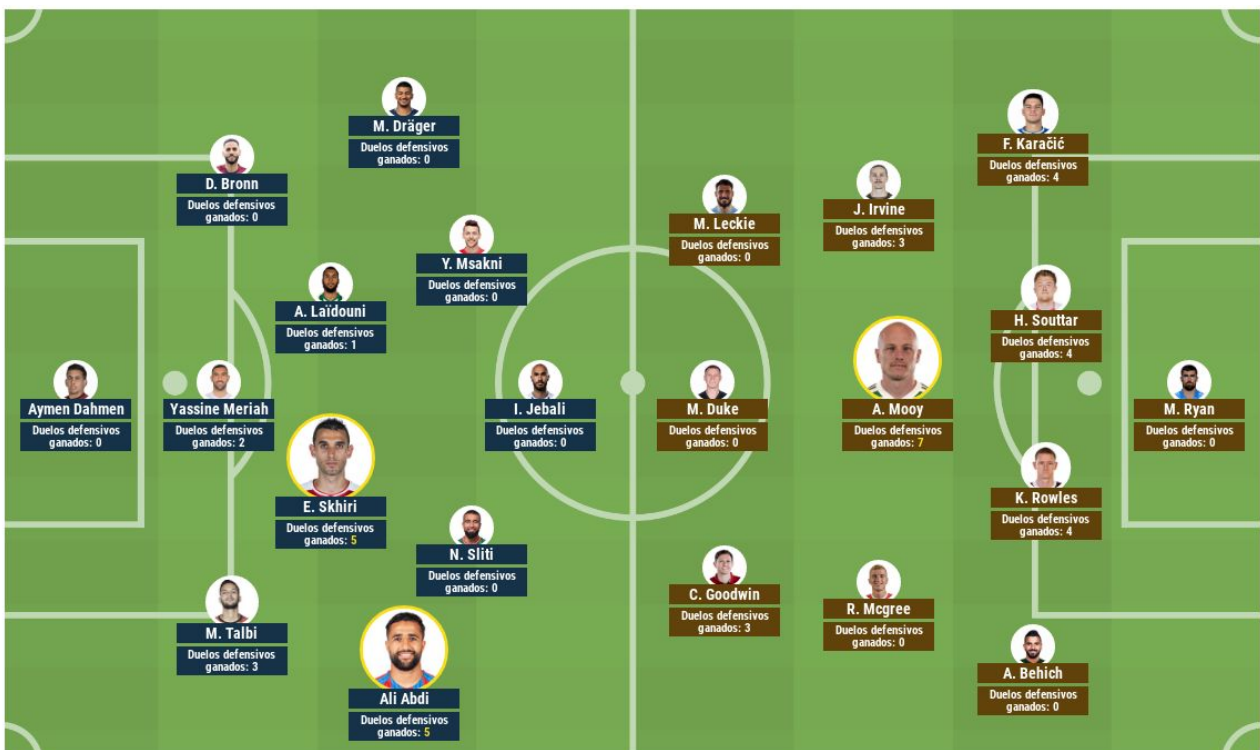 M. Dräger
Duelos defensivos
ganados: 0
D. Bronn
Duelos defensivos
ganados: 0
Y. Msakni
Duelos defensivos
ganados: 0
A. Laïdouni
Duelos defensivos
ganados: 1
Aymen Dahmen
Duelos defensivos
ganados: 0
Yassine Meriah
Duelos defensivos
ganados: 2
I. Jebali
Duelos defensivos
ganados: 0
E. Skhiri
Duelos defensivos
ganados: 5
N. Sliti
Duelos defensivos
ganados: 0
M. Talbi
Duelos defensivos
ganados: 3
Ali Abdi
Duelos defensivos
ganados: 5
F. Karačić
Duelos defensivos
ganados: 4
J. Irvine
Duelos defensivos
ganados: 3
M. Leckie
Duelos defensivos
ganados: 0
H. Souttar
Duelos defensivos
ganados: 4
M. Duke
Duelos defensivos
ganados: 0
A. Mooy
Duelos defensivos
ganados: 7
M. Ryan
Duelos defensivos
ganados: 0
K. Rowles
Duelos defensivos
ganados: 4
C. Goodwin
Duelos defensivos
ganados: 3
R. Mcgree
Duelos defensivos
ganados: 0
A. Behich
Duelos defensivos
ganados: 0